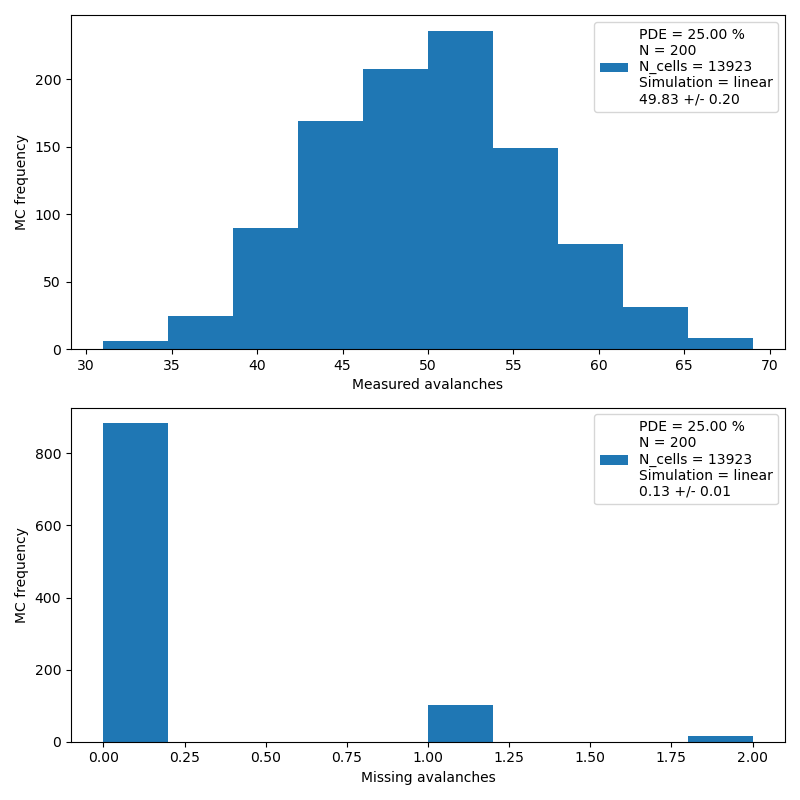 PDE = 25.00 %
N = 200
N_cells = 13923
Simulation = linear
49.83 +/- 0.20
MC frequency
200
150
100
50
0
30 35 40 45 50 55 60 65 70
Measured avalanches
PDE = 25.00 %
N = 200
N_cells = 13923
Simulation = linear
0.13 +/- 0.01
MC frequency
800
600
400
200
0
0.00 0.25 0.50 0.75 1.00 1.25 1.50 1.75 2.00
Missing avalanches